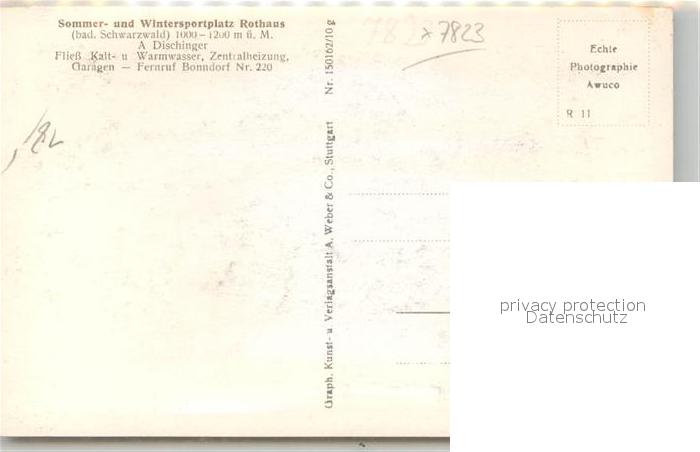 Sommer- und Wintersportplatz Rothaus
(bad. Schwarzwald) 1000–1200 m ü. M.
A Dischinger
Fließ Kalt- u Warmwasser, Zentralheizung,
Garagen — Fernruf Bonndorf Nr. 220
Graph. Kunst- u. Verlagsanstalt A. Weber & Co., Stuttgart Nr. 150162/10 g
x 7823
Echte
Photographie
Awuco
R 11
privacy protection
Datenschutz